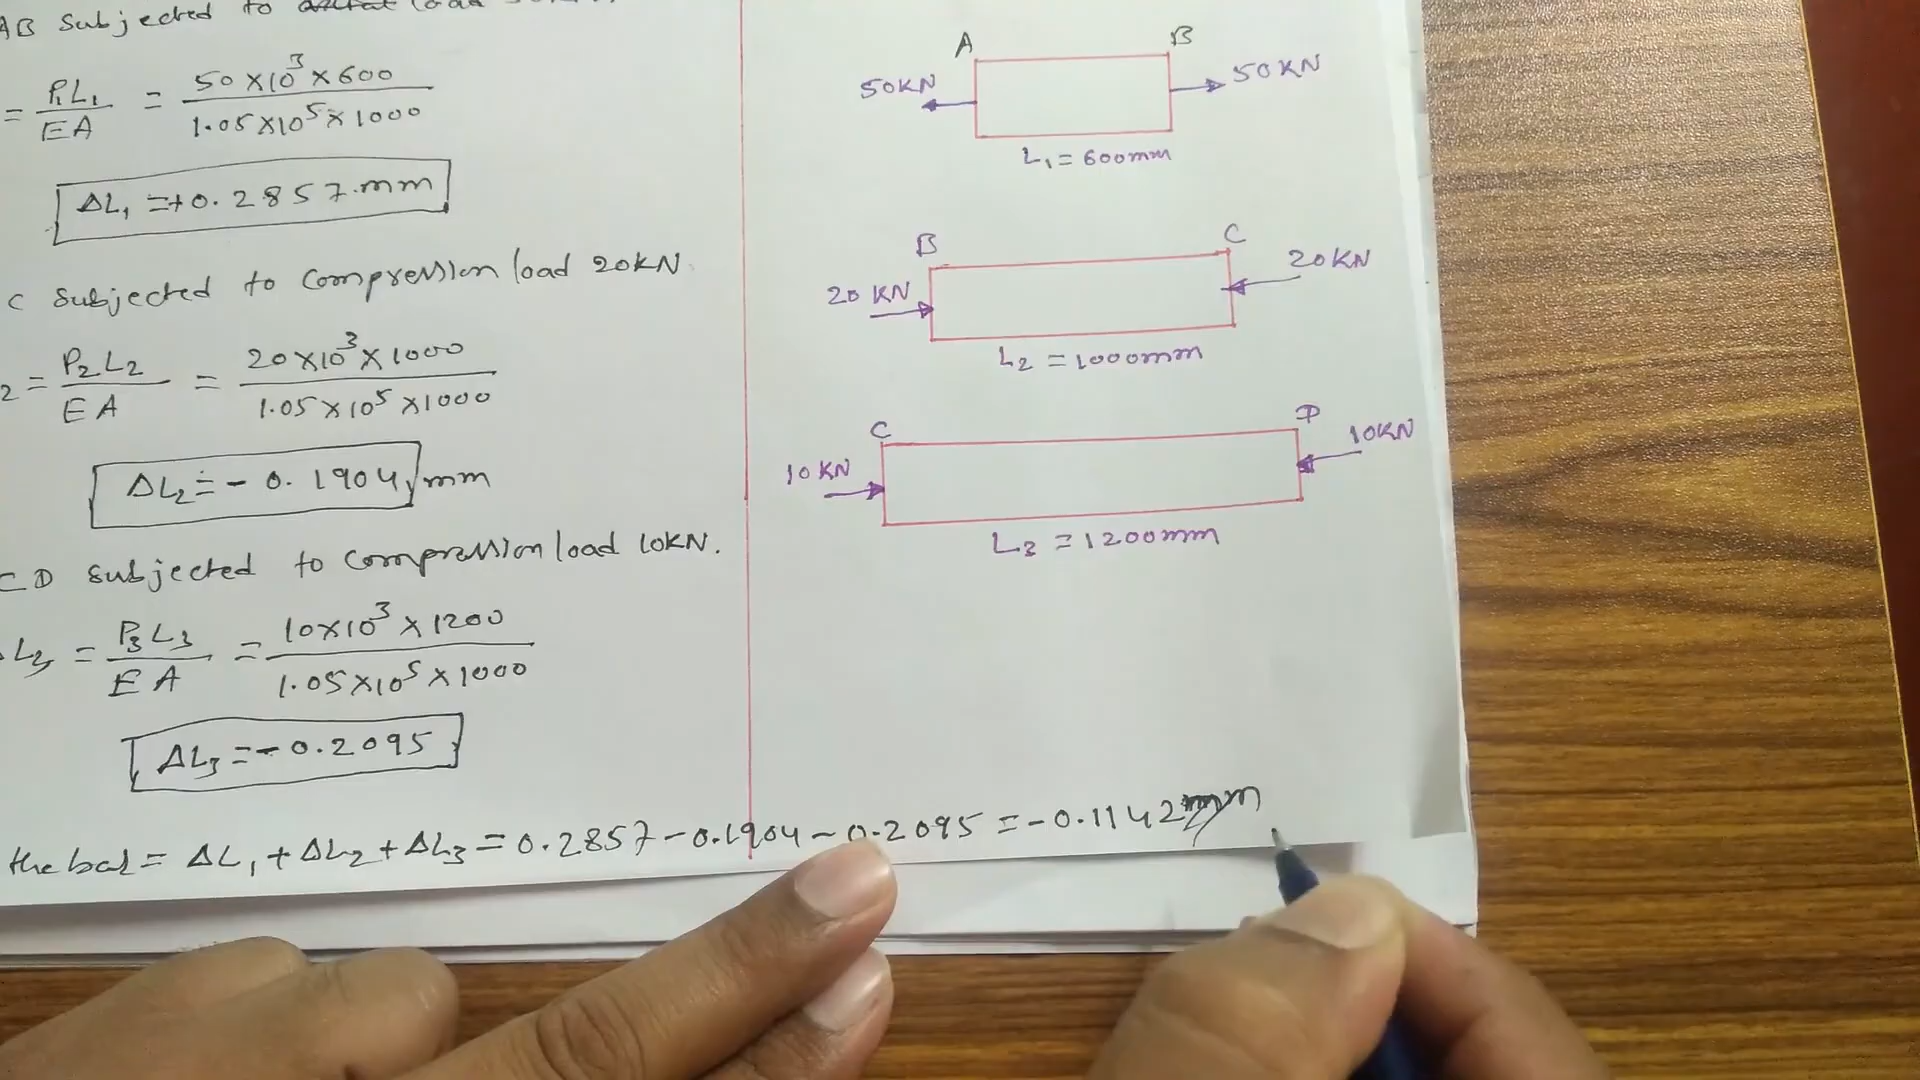 AB Subjected to load
= P₁L₁ / EA = 50×10³×600 / 1.05×10⁵×1000
ΔL₁ = +0.2857 mm
C Subjected to Compression load 20KN.
2 = P₂L₂ / EA = 20×10³×1000 / 1.05×10⁵×1000
ΔL₂ = - 0.1904 mm
CD Subjected to Compression load 10KN.
L₃ = P₃L₃ / EA = 10×10³×1200 / 1.05×10⁵×1000
ΔL₃ = -0.2095
the bar = ΔL₁ + ΔL₂ + ΔL₃ = 0.2857 - 0.1904 - 0.2095 = -0.1142 mm
A B
50KN 50KN
L₁ = 600mm
B C
20 KN 20KN
L₂ = 1000mm
C D
10 KN 10KN
L₃ = 1200mm